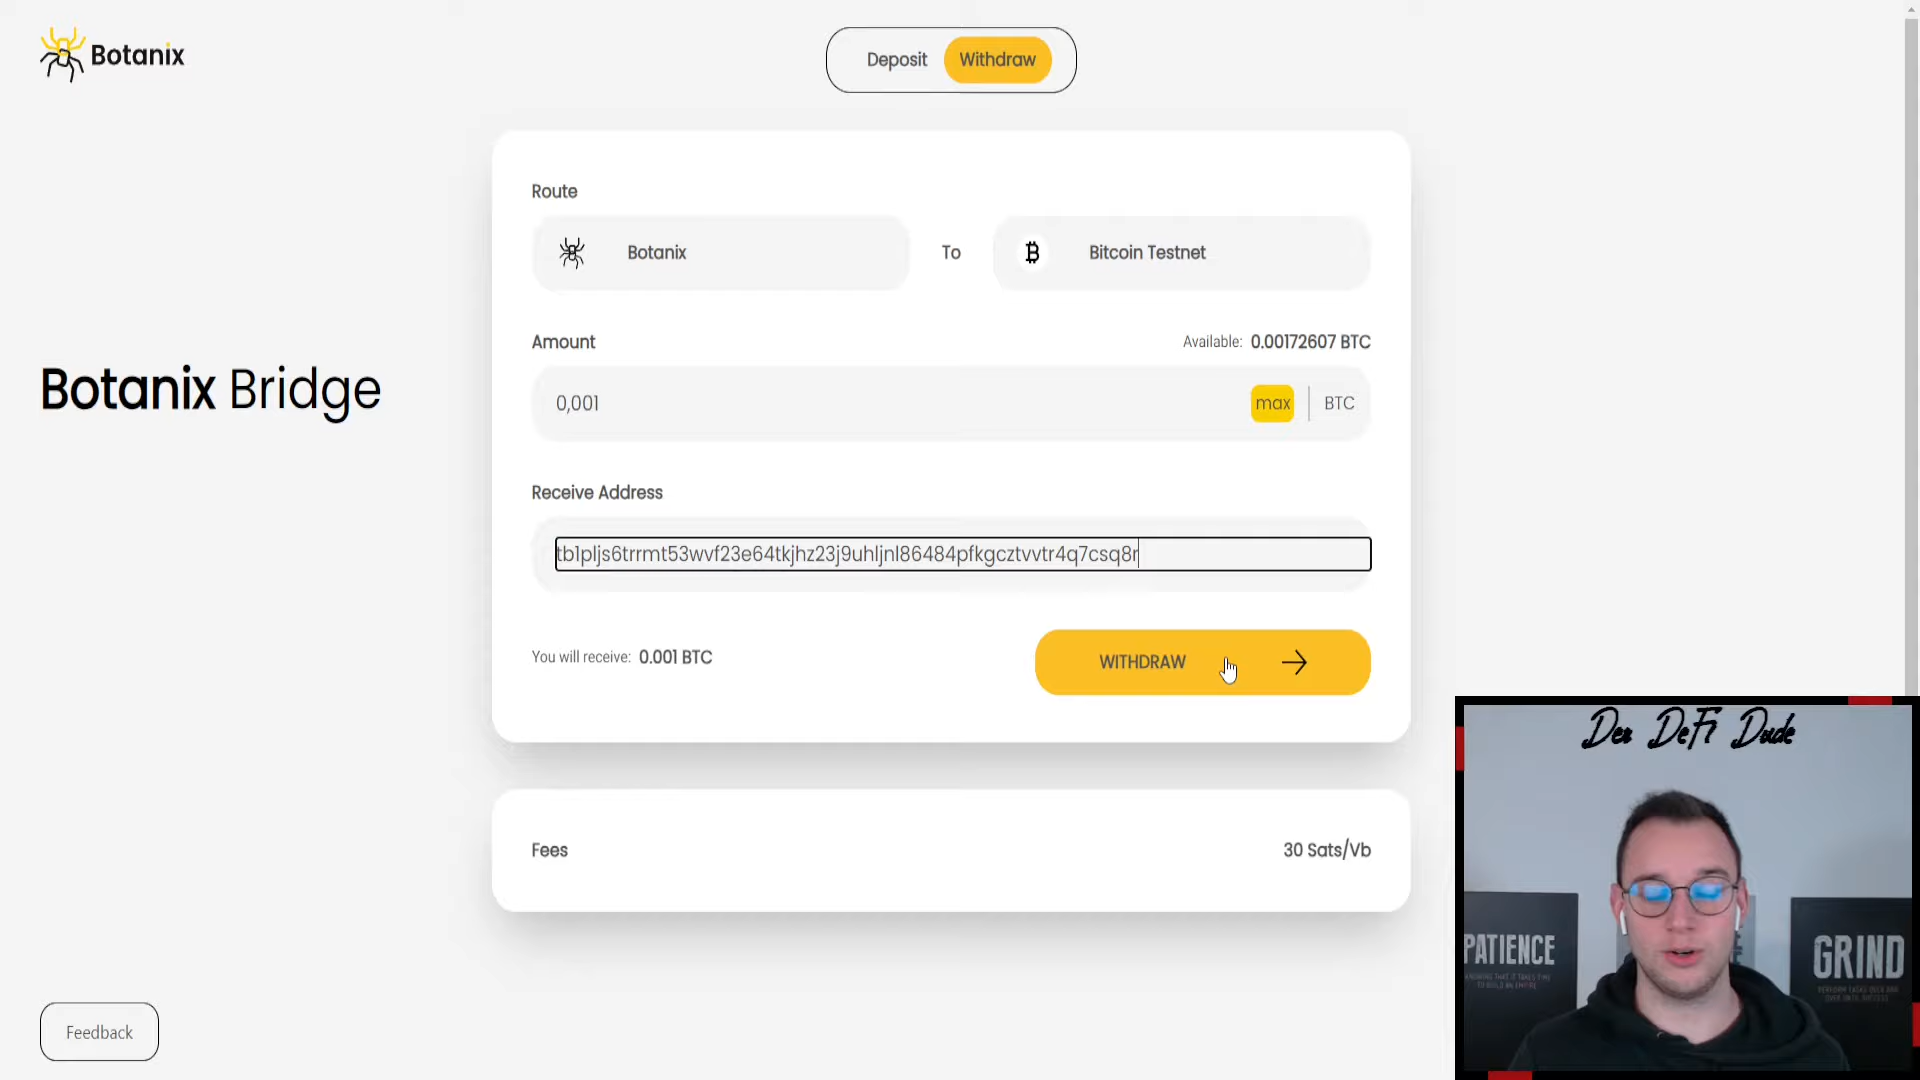 Botanix
Deposit
Withdraw
Route
Botanix
To
Bitcoin Testnet
Amount
Available: 0.00172607 BTC
0,001
max
BTC
Botanix Bridge
Receive Address
tb1pljs6trrmt53wvf23e64tkjhz23j9uhljnl86484pfkgcztvvtr4q7csq8r
You will receive: 0.001 BTC
WITHDRAW
Fees
30 Sats/Vb
Der DeFi Dude
PATIENCE
GRIND
Feedback